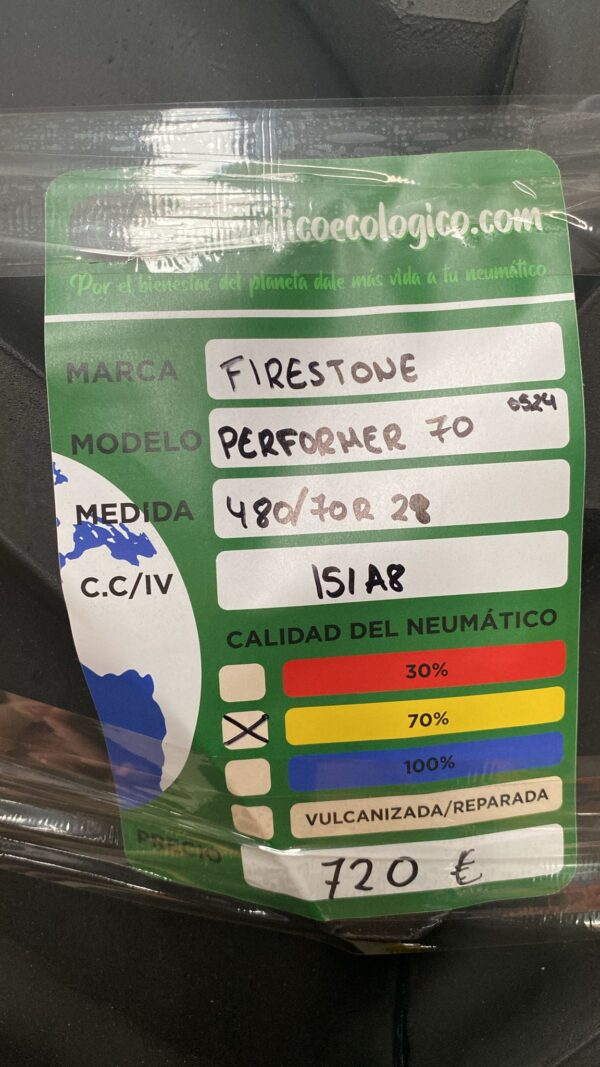 icoecologico.com
Por el bienestar del planeta dale más vida a tu neumático
MARCA FIRESTONE
MODELO PERFORMER 70 0524
MEDIDA 480/70R 28
C.C/IV 151A8
CALIDAD DEL NEUMÁTICO
30%
X 70%
100%
VULCANIZADA/REPARADA
PRECIO 720 €